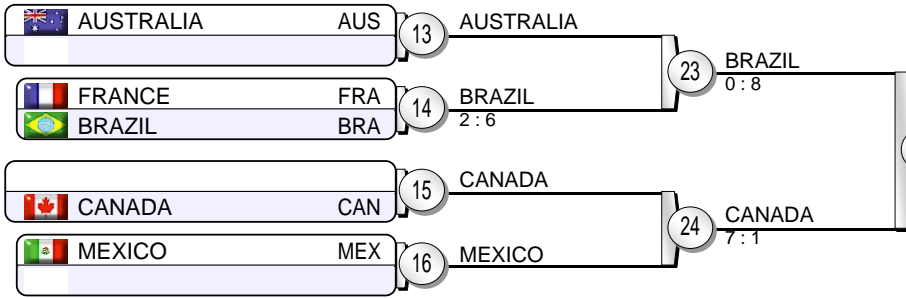 AUSTRALIA AUS
13
AUSTRALIA
FRANCE FRA
BRAZIL BRA
14
BRAZIL
2 : 6
23
BRAZIL
0 : 8
CANADA CAN
15
CANADA
MEXICO MEX
16
MEXICO
24
CANADA
7 : 1